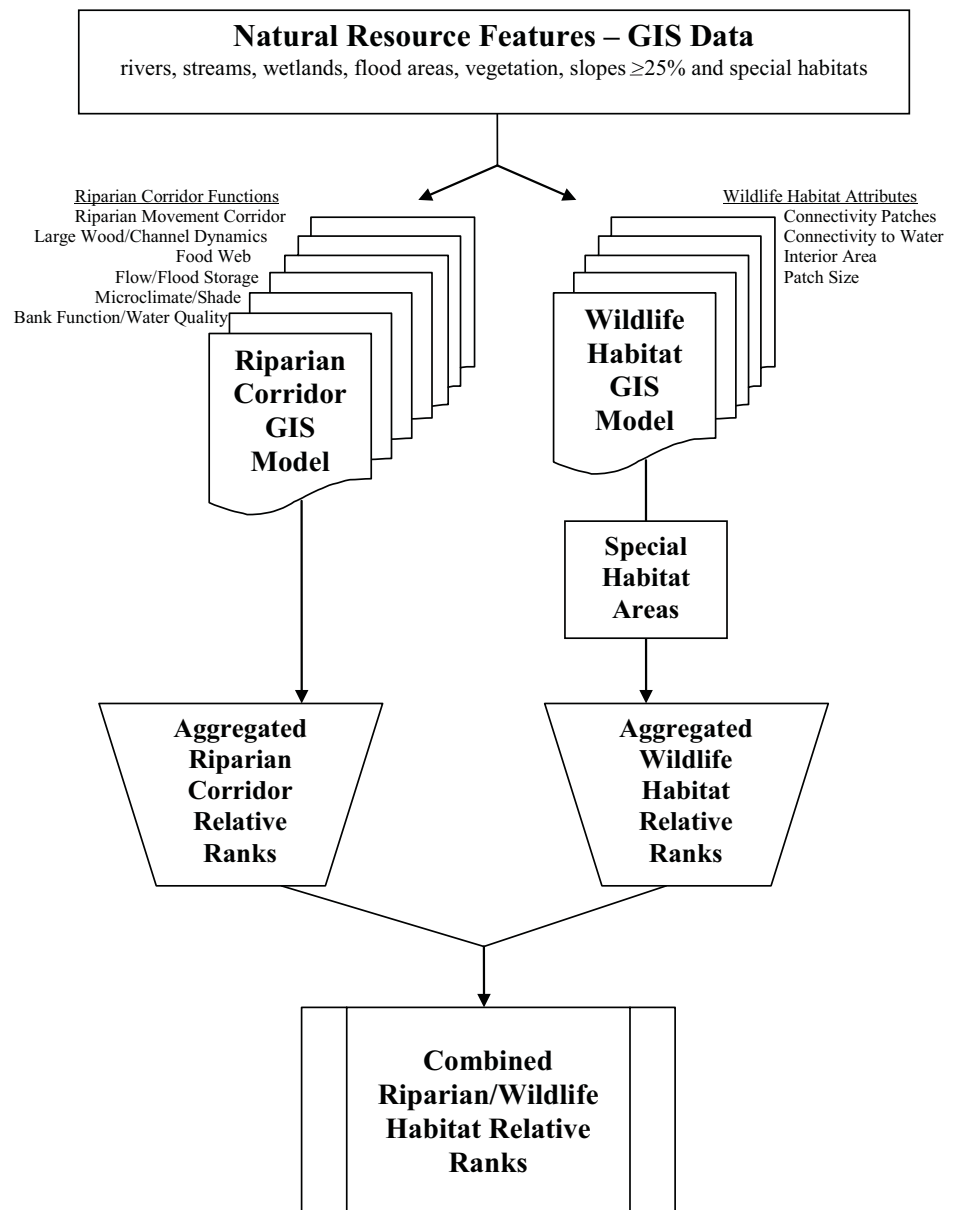 Natural Resource Features – GIS Data
rivers, streams, wetlands, flood areas, vegetation, slopes ≥25% and special habitats
Riparian Corridor Functions
Riparian Movement Corridor
Large Wood/Channel Dynamics
Food Web
Flow/Flood Storage
Microclimate/Shade
Bank Function/Water Quality
Wildlife Habitat Attributes
Connectivity Patches
Connectivity to Water
Interior Area
Patch Size
Riparian
Corridor
GIS
Model
Wildlife
Habitat
GIS
Model
Special
Habitat
Areas
Aggregated
Riparian
Corridor
Relative
Ranks
Aggregated
Wildlife
Habitat
Relative
Ranks
Combined
Riparian/Wildlife
Habitat Relative
Ranks